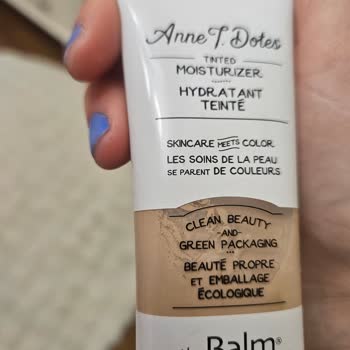 Anne T. Dotes
TINTED
MOISTURIZER
HYDRATANT
TEINTÉ
SKINCARE MEETS COLOR
LES SOINS DE LA PEAU
SE PARENT DE COULEURS
CLEAN BEAUTY
-AND-
GREEN PACKAGING
BEAUTÉ PROPRE
ET EMBALLAGE
ÉCOLOGIQUE
Balm®